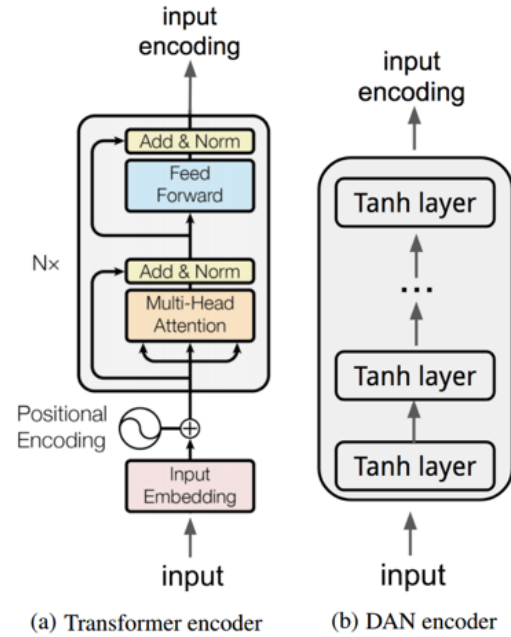 input
encoding
Add & Norm
Feed
Forward
N×
Add & Norm
Multi-Head
Attention
Positional
Encoding
Input
Embedding
input
(a) Transformer encoder
input
encoding
Tanh layer
...
Tanh layer
Tanh layer
input
(b) DAN encoder